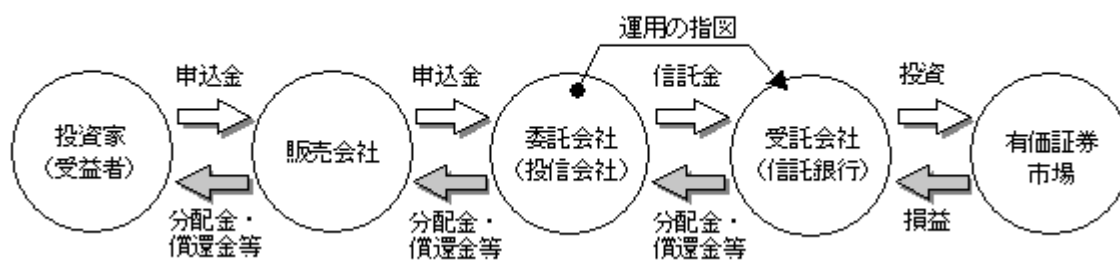 運用の指図
申込金
申込金
信託金
投資
投資家
(受益者)
販売会社
委託会社
(投信会社)
受託会社
(信託銀行)
有価証券
市場
分配金・
償還金等
分配金・
償還金等
分配金・
償還金等
損益